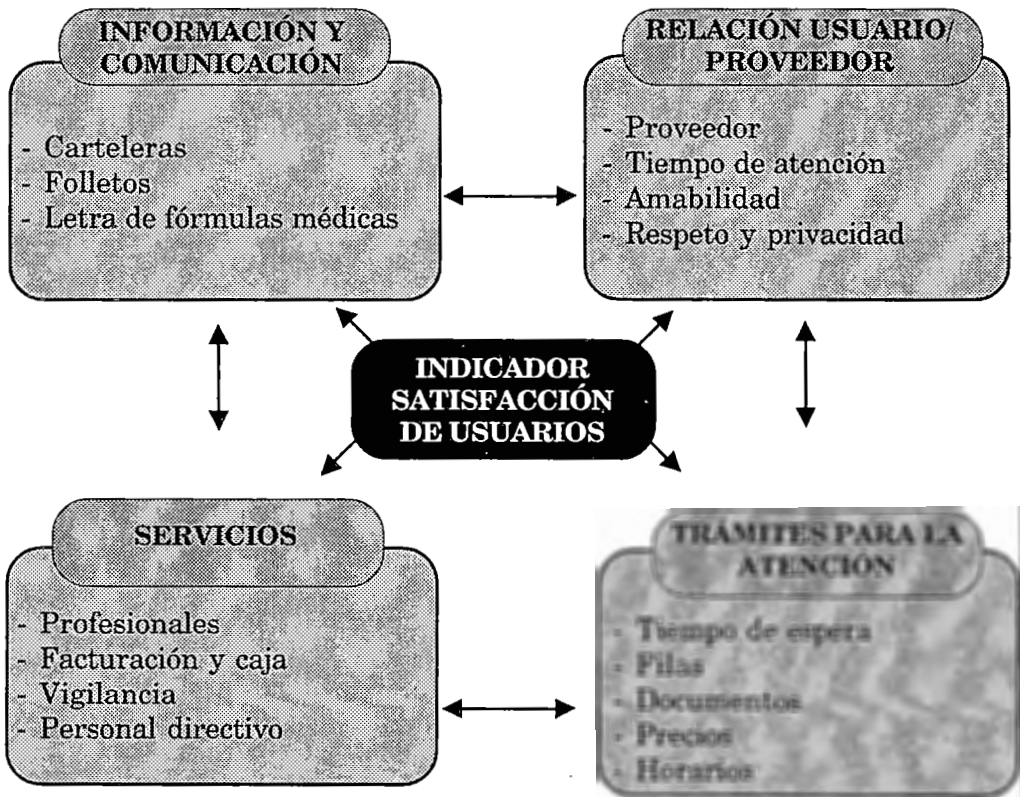 INFORMACIÓN Y
COMUNICACIÓN
- Carteleras
- Folletos
- Letra de fórmulas médicas
RELACIÓN USUARIO/
PROVEEDOR
- Proveedor
- Tiempo de atención
- Amabilidad
- Respeto y privacidad
INDICADOR
SATISFACCIÓN
DE USUARIOS
SERVICIOS
- Profesionales
- Facturación y caja
- Vigilancia
- Personal directivo
TRÁMITES PARA LA
ATENCIÓN
- Tiempo de espera
-
- Documentos
- Precios
- Horarios